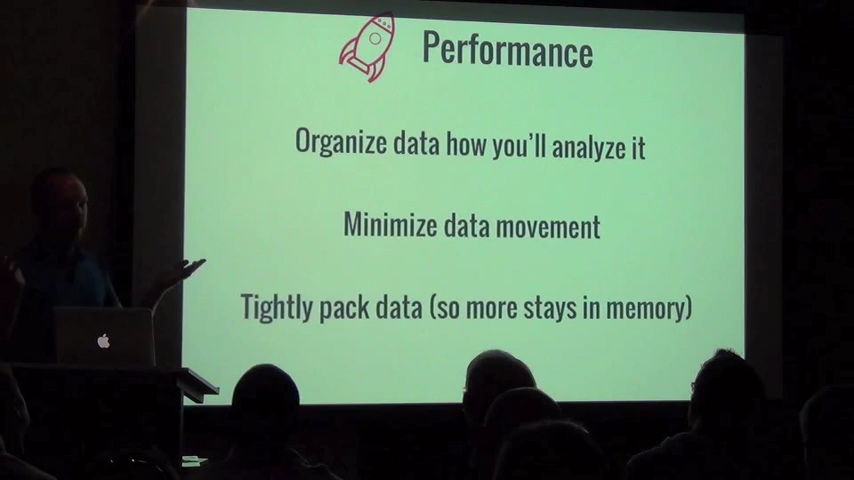 Performance
Organize data how you'll analyze it
Minimize data movement
Tightly pack data (so more stays in memory)